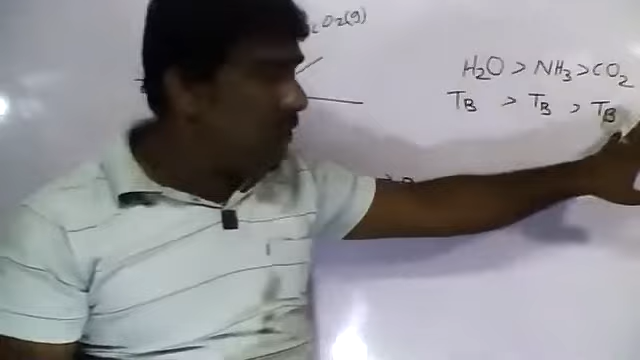 O₂(g)
H₂O > NH₃ > CO₂
T_B > T_B > T_B